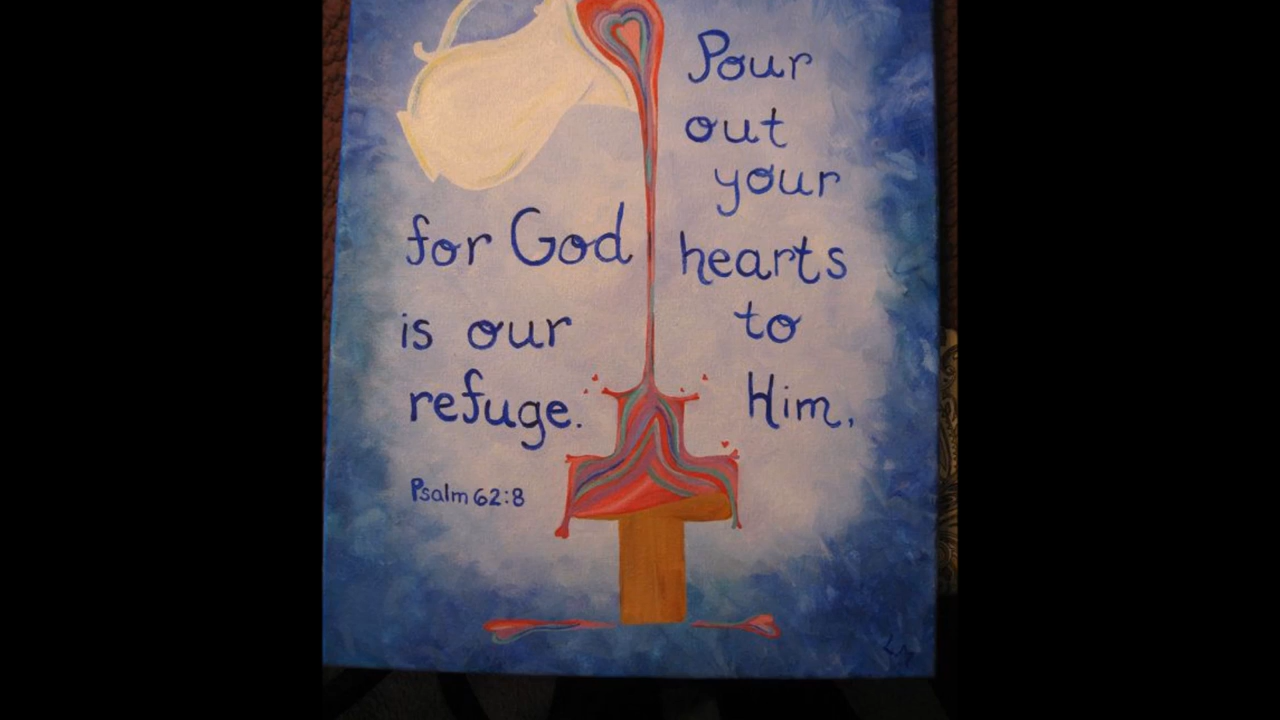 Pour
out
your
hearts
to
Him,
for God
is our
refuge.
Psalm 62:8